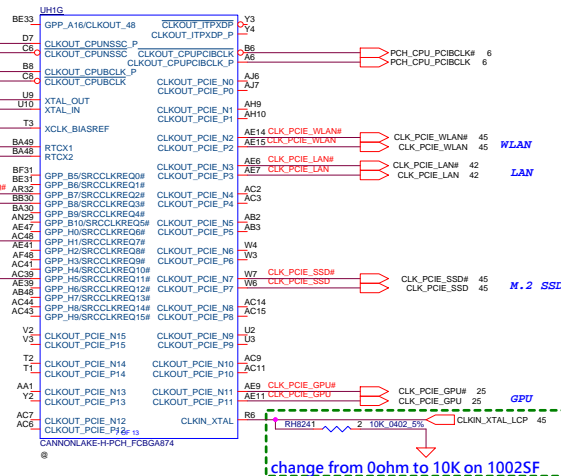 UH1G
BE33 GPP_A16/CLKOUT_48 CLKOUT_ITPXDP Y3
CLKOUT_ITPXDP_P Y4
D7 CLKOUT_CPUNSSC_P
C6 CLKOUT_CPUNSSC CLKOUT_CPUPCIBCLK B6 PCH_CPU_PCIBCLK# 6
CLKOUT_CPUPCIBCLK_P A6 PCH_CPU_PCIBCLK 6
B8 CLKOUT_CPUBCLK_P
C8 CLKOUT_CPUBCLK CLKOUT_PCIE_N0 AJ6
CLKOUT_PCIE_P0 AJ7
U9 XTAL_OUT
U10 XTAL_IN CLKOUT_PCIE_N1 AH9
CLKOUT_PCIE_P1 AH10
T3 XCLK_BIASREF
CLKOUT_PCIE_N2 AE14 CLK_PCIE_WLAN# CLK_PCIE_WLAN# 45
BA49 RTCX1 CLKOUT_PCIE_P2 AE15 CLK_PCIE_WLAN CLK_PCIE_WLAN 45 WLAN
BA48 RTCX2
CLKOUT_PCIE_N3 AE6 CLK_PCIE_LAN# CLK_PCIE_LAN# 42
BF31 GPP_B5/SRCCLKREQ0# CLKOUT_PCIE_P3 AE7 CLK_PCIE_LAN CLK_PCIE_LAN 42 LAN
BE31 GPP_B6/SRCCLKREQ1#
AR32 GPP_B7/SRCCLKREQ2# CLKOUT_PCIE_N4 AC2
BB30 GPP_B8/SRCCLKREQ3# CLKOUT_PCIE_P4 AC3
BA30 GPP_B9/SRCCLKREQ4#
AN29 GPP_B10/SRCCLKREQ5# CLKOUT_PCIE_N5 AB2
AE47 GPP_H0/SRCCLKREQ6# CLKOUT_PCIE_P5 AB3
AC48 GPP_H1/SRCCLKREQ7#
AE41 GPP_H2/SRCCLKREQ8# CLKOUT_PCIE_N6 W4
AF48 GPP_H3/SRCCLKREQ9# CLKOUT_PCIE_P6 W3
AC41 GPP_H4/SRCCLKREQ10#
AC39 GPP_H5/SRCCLKREQ11# CLKOUT_PCIE_N7 W7 CLK_PCIE_SSD# CLK_PCIE_SSD# 45
AE39 GPP_H6/SRCCLKREQ12# CLKOUT_PCIE_P7 W6 CLK_PCIE_SSD CLK_PCIE_SSD 45 M.2 SSD
AB48 GPP_H7/SRCCLKREQ13#
AC44 GPP_H8/SRCCLKREQ14# CLKOUT_PCIE_N8 AC14
AC43 GPP_H9/SRCCLKREQ15# CLKOUT_PCIE_P8 AC15
V2 CLKOUT_PCIE_N15 CLKOUT_PCIE_N9 U2
V3 CLKOUT_PCIE_P15 CLKOUT_PCIE_P9 U3
T2 CLKOUT_PCIE_N14 CLKOUT_PCIE_N10 AC9
T1 CLKOUT_PCIE_P14 CLKOUT_PCIE_P10 AC11
AA1 CLKOUT_PCIE_N13 CLKOUT_PCIE_N11 AE9 CLK_PCIE_GPU# CLK_PCIE_GPU# 25
Y2 CLKOUT_PCIE_P13 CLKOUT_PCIE_P11 AE11 CLK_PCIE_GPU CLK_PCIE_GPU 25 GPU
AC7 CLKOUT_PCIE_N12 CLKIN_XTAL R6 CLKIN_XTAL_LCP 45
AC6 CLKOUT_PCIE_P12 OF 13 RH8241 2 10K_0402_5%
CANNONLAKE-H-PCH_FCBGA874
@
change from 0ohm to 10K on 1002SF